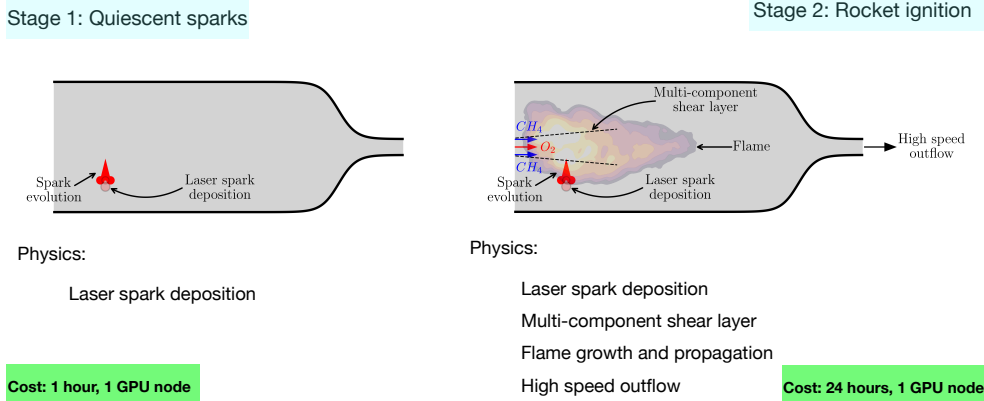 Stage 1: Quiescent sparks
Spark
evolution
Laser spark
deposition
Physics:
Laser spark deposition
Cost: 1 hour, 1 GPU node
Stage 2: Rocket ignition
Multi-component
shear layer
CH₄
O₂
CH₄
Flame
High speed
outflow
Spark
evolution
Laser spark
deposition
Physics:
Laser spark deposition
Multi-component shear layer
Flame growth and propagation
High speed outflow
Cost: 24 hours, 1 GPU node